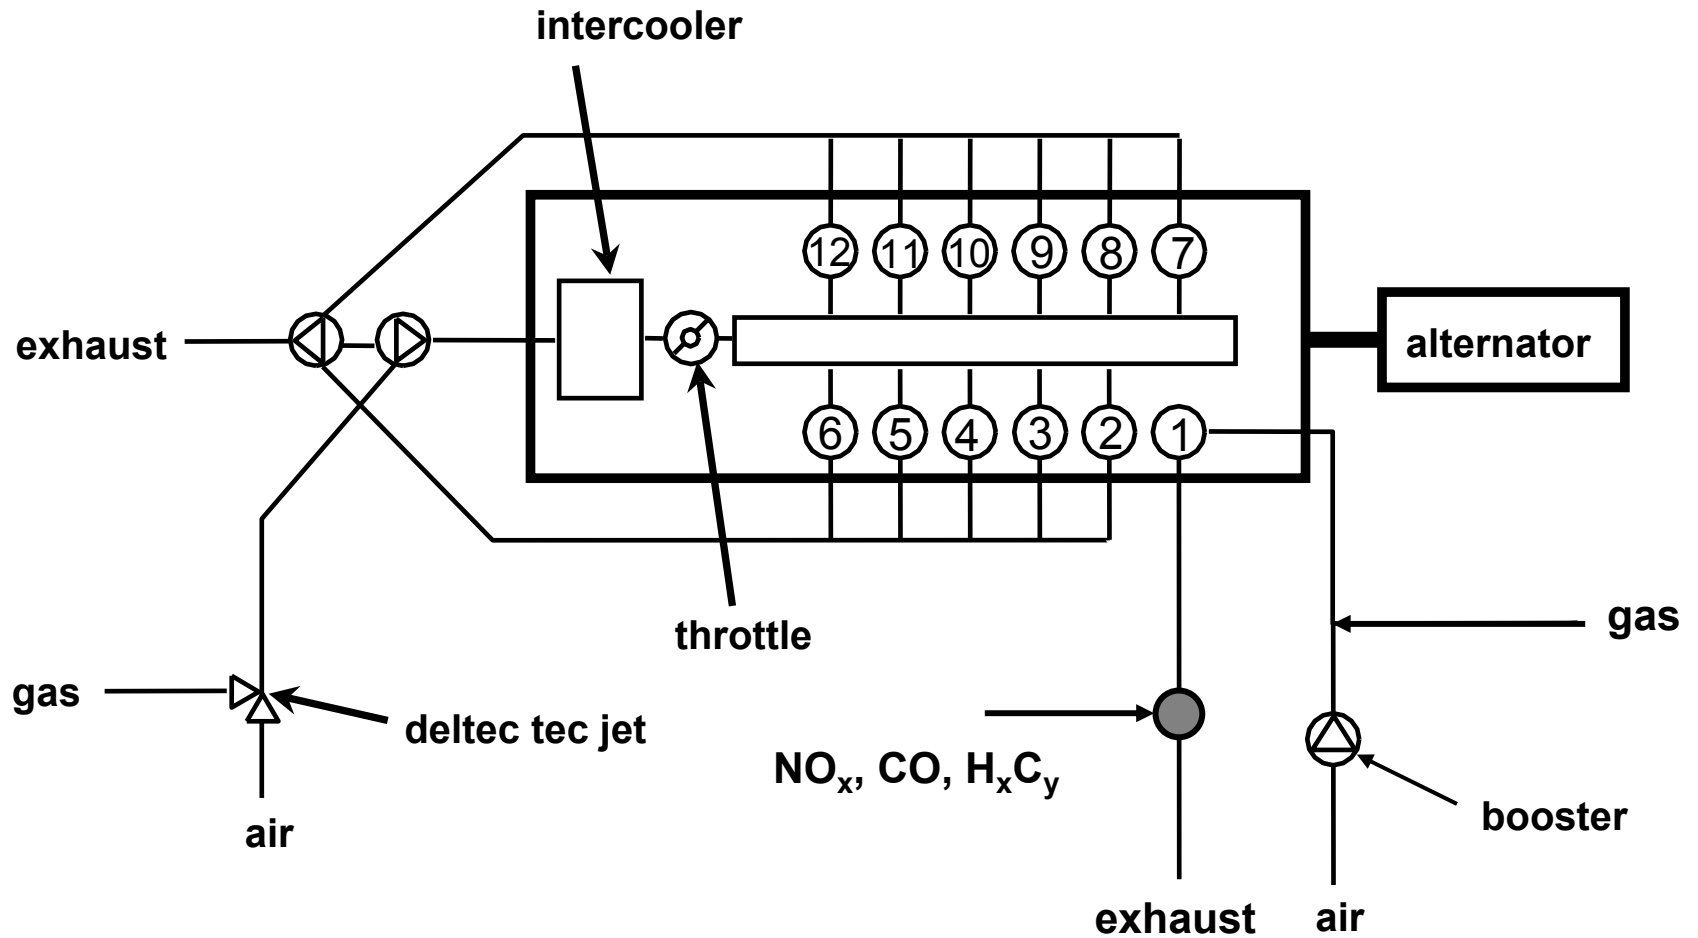 intercooler
12 11 10 9 8 7
exhaust
alternator
6 5 4 3 2 1
throttle
gas
gas
deltec tec jet
NOx, CO, HxCy
booster
air
exhaust
air